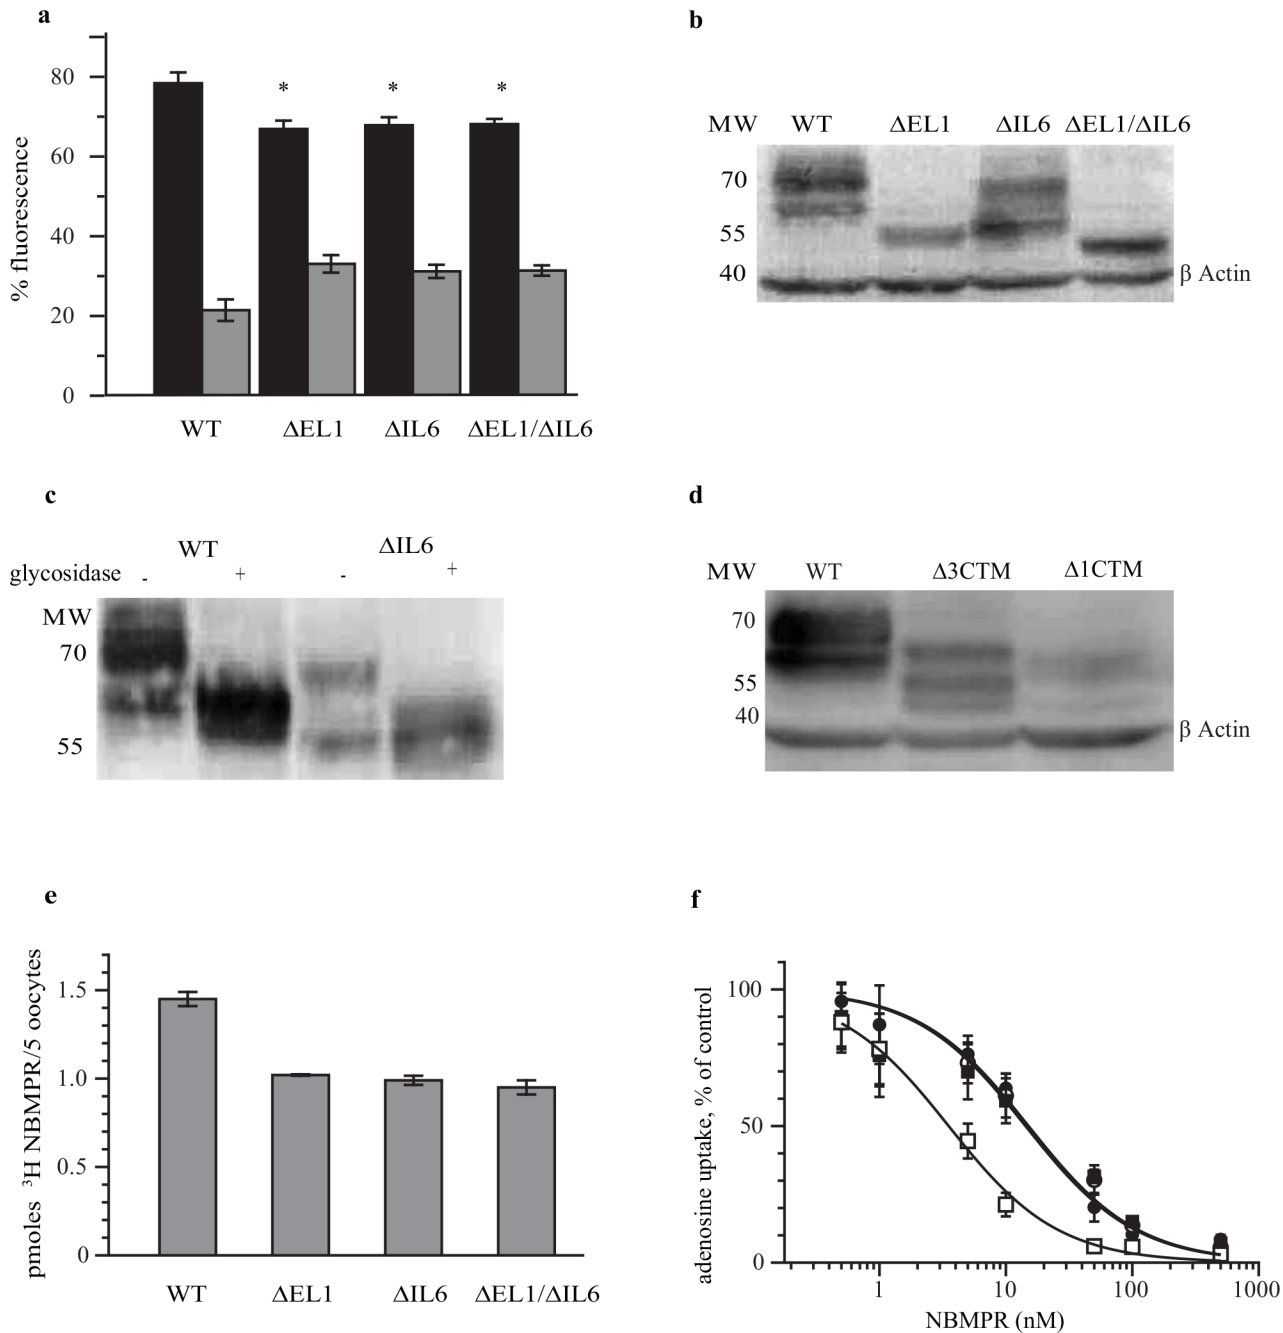 a
% fluorescence
80
60
40
20
0
* * *
WT ΔEL1 ΔIL6 ΔEL1/ΔIL6
b
MW WT ΔEL1 ΔIL6 ΔEL1/ΔIL6
70
55
40
β Actin
c
WT ΔIL6
glycosidase - + - +
MW
70
55
d
MW WT Δ3CTM Δ1CTM
70
55
40
β Actin
e
pmoles ³H NBMPR/5 oocytes
1.5
1.0
0.5
0
WT ΔEL1 ΔIL6 ΔEL1/ΔIL6
f
adenosine uptake, % of control
100
50
0
1 10 100 1000
NBMPR (nM)